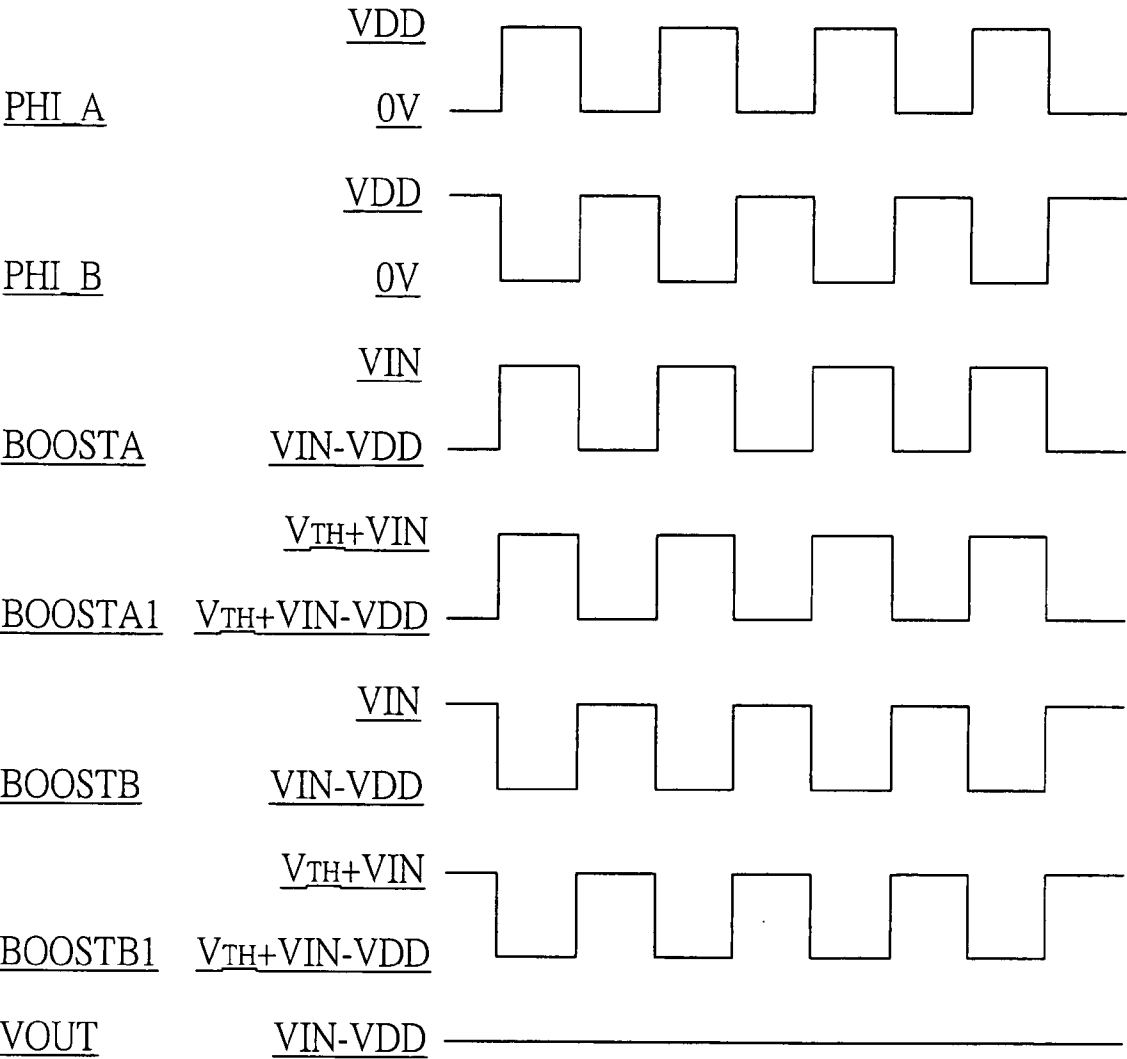 VDD
PHI_A 0V
VDD
PHI_B 0V
VIN
BOOSTA VIN-VDD
VTH+VIN
BOOSTA1 VTH+VIN-VDD
VIN
BOOSTB VIN-VDD
VTH+VIN
BOOSTB1 VTH+VIN-VDD
VOUT VIN-VDD